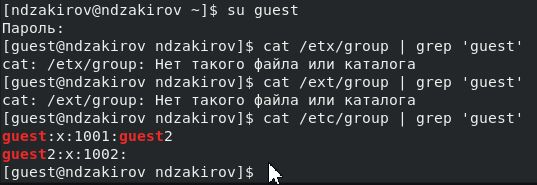 [ndzakirov@ndzakirov ~]$ su guest
Пароль:
[guest@ndzakirov ndzakirov]$ cat /etx/group | grep 'guest'
cat: /etx/group: Нет такого файла или каталога
[guest@ndzakirov ndzakirov]$ cat /ext/group | grep 'guest'
cat: /ext/group: Нет такого файла или каталога
[guest@ndzakirov ndzakirov]$ cat /etc/group | grep 'guest'
guest:x:1001:guest2
guest2:x:1002:
[guest@ndzakirov ndzakirov]$